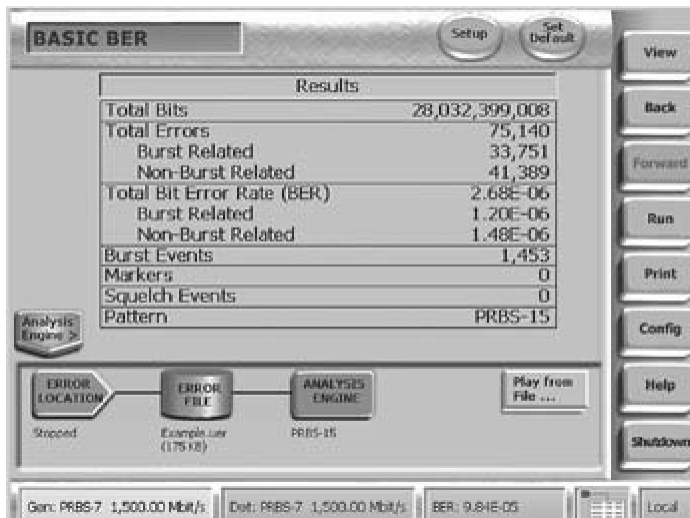 BASIC BER
Setup
Set Default
View
Back
Forward
Run
Print
Config
Help
Shutdown
Results
Total Bits 28,032,399,008
Total Errors 75,140
Burst Related 33,751
Non-Burst Related 41,389
Total Bit Error Rate (BER) 2.68E-06
Burst Related 1.20E-06
Non-Burst Related 1.48E-06
Burst Events 1,453
Markers 0
Squelch Events 0
Pattern PRBS-15
Analysis
Engine >
ERROR
LOCATION
ERROR
FILE
ANALYSIS
ENGINE
Play from
File ...
Stopped
Example.uer
(175 KB)
PRBS-15
Gen: PRBS-7 1,500.00 Mbit/s
Det: PRBS-7 1,500.00 Mbit/s
BER: 9.84E-05
Local